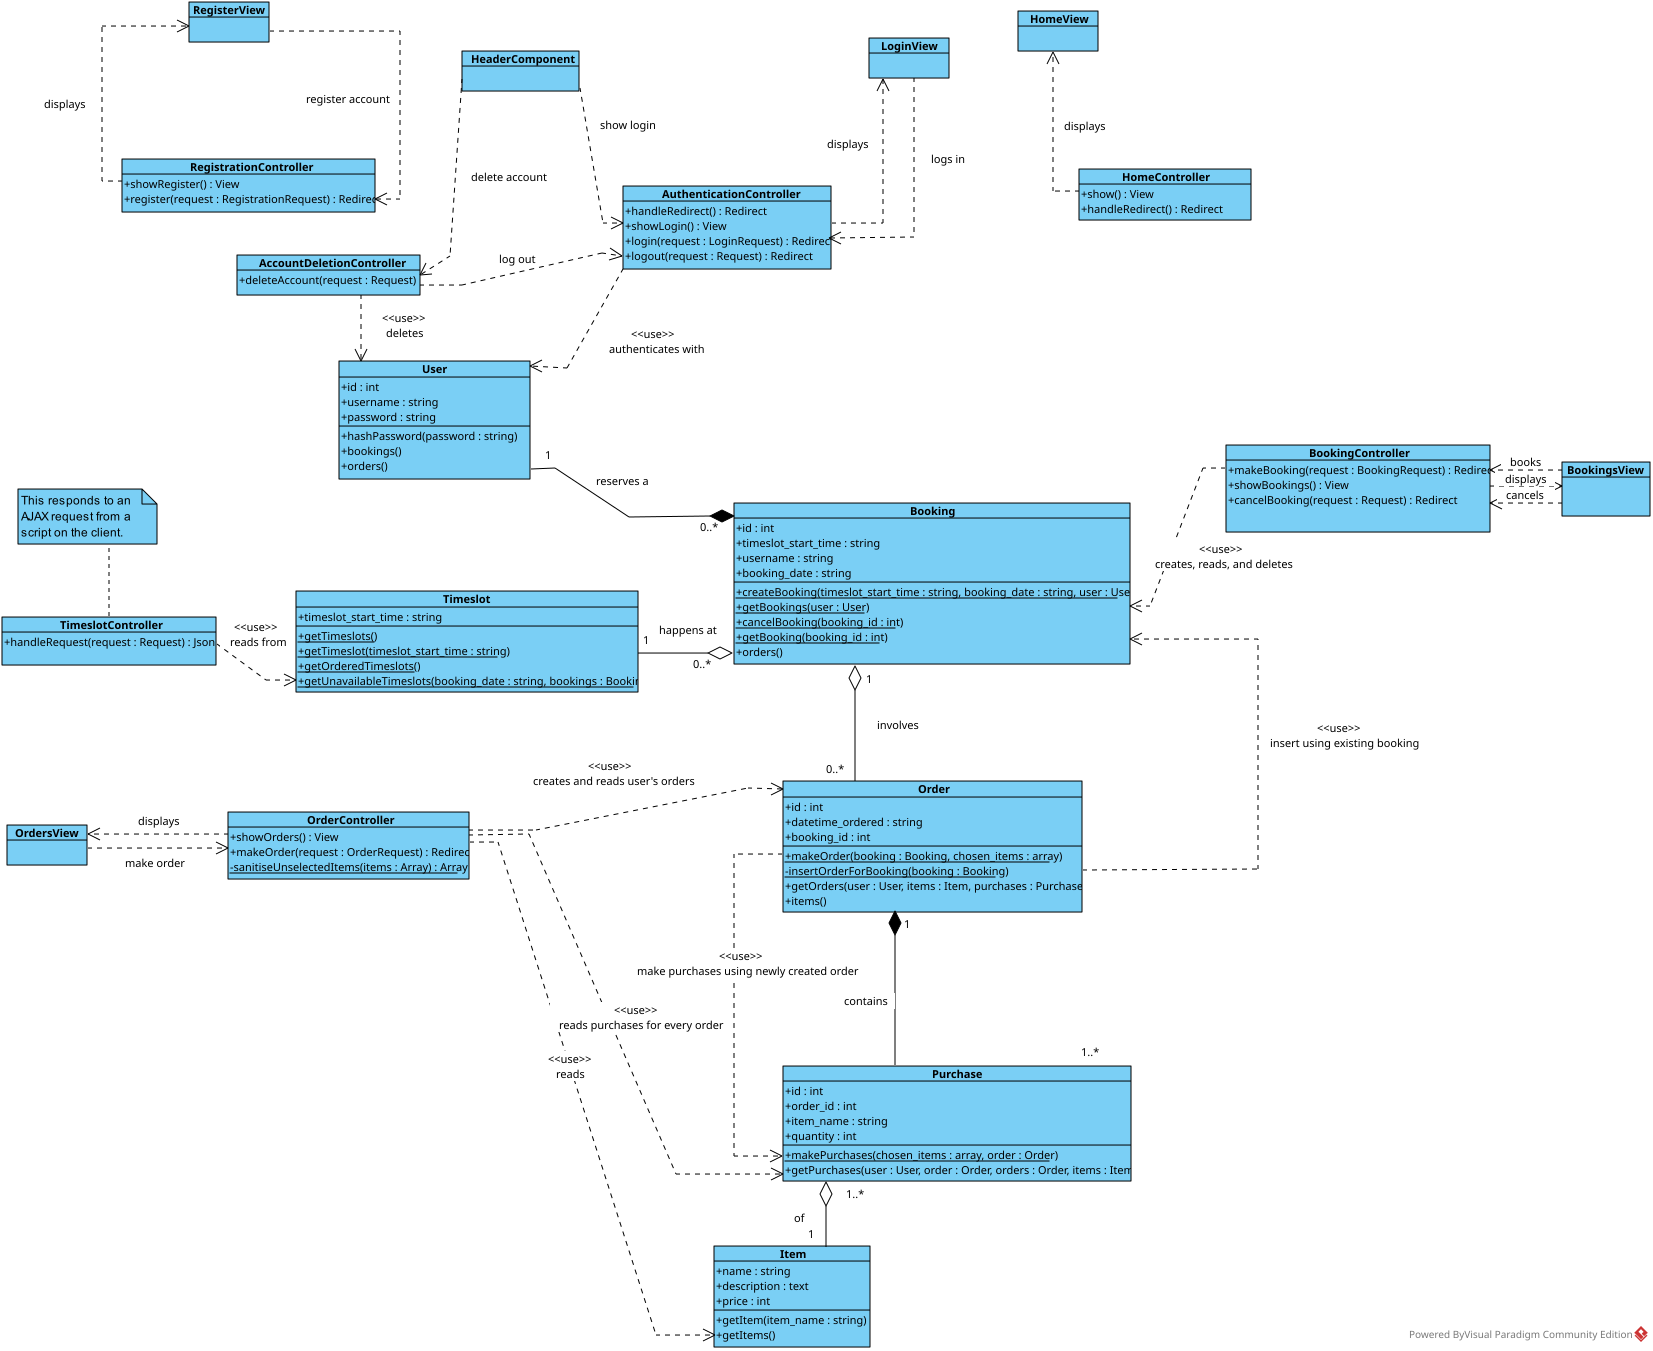 RegisterView
HomeView
LoginView
HeaderComponent
displays
register account
show login
displays
logs in
displays
RegistrationController
+showRegister() : View
+register(request : RegistrationRequest) : Redirec
delete account
AuthenticationController
+handleRedirect() : Redirect
+showLogin() : View
+login(request : LoginRequest) : Redirec
+logout(request : Request) : Redirect
HomeController
+show() : View
+handleRedirect() : Redirect
AccountDeletionController
+deleteAccount(request : Request)
log out
<<use>>
deletes
<<use>>
authenticates with
User
+id : int
+username : string
+password : string
+hashPassword(password : string)
+bookings()
+orders()
1
reserves a
0..*
BookingController
+makeBooking(request : BookingRequest) : Redirec
+showBookings() : View
+cancelBooking(request : Request) : Redirect
books
displays
cancels
BookingsView
This responds to an
AJAX request from a
script on the client.
Booking
+id : int
+timeslot_start_time : string
+username : string
+booking_date : string
+createBooking(timeslot_start_time : string, booking_date : string, user : Use
+getBookings(user : User)
+cancelBooking(booking_id : int)
+getBooking(booking_id : int)
+orders()
<<use>>
creates, reads, and deletes
TimeslotController
+handleRequest(request : Request) : Json
<<use>>
reads from
Timeslot
+timeslot_start_time : string
+getTimeslots()
+getTimeslot(timeslot_start_time : string)
+getOrderedTimeslots()
+getUnavailableTimeslots(booking_date : string, bookings : Bookin
1
happens at
0..*
1
involves
0..*
<<use>>
insert using existing booking
<<use>>
creates and reads user's orders
OrdersView
displays
make order
OrderController
+showOrders() : View
+makeOrder(request : OrderRequest) : Redirec
-sanitiseUnselectedItems(items : Array) : Array
Order
+id : int
+datetime_ordered : string
+booking_id : int
+makeOrder(booking : Booking, chosen_items : array)
-insertOrderForBooking(booking : Booking)
+getOrders(user : User, items : Item, purchases : Purchase
+items()
1
<<use>>
make purchases using newly created order
contains
<<use>>
reads purchases for every order
1..*
<<use>>
reads
Purchase
+id : int
+order_id : int
+item_name : string
+quantity : int
+makePurchases(chosen_items : array, order : Order)
+getPurchases(user : User, order : Order, orders : Order, items : Item
1..*
of
1
Item
+name : string
+description : text
+price : int
+getItem(item_name : string)
+getItems()
Powered ByVisual Paradigm Community Edition